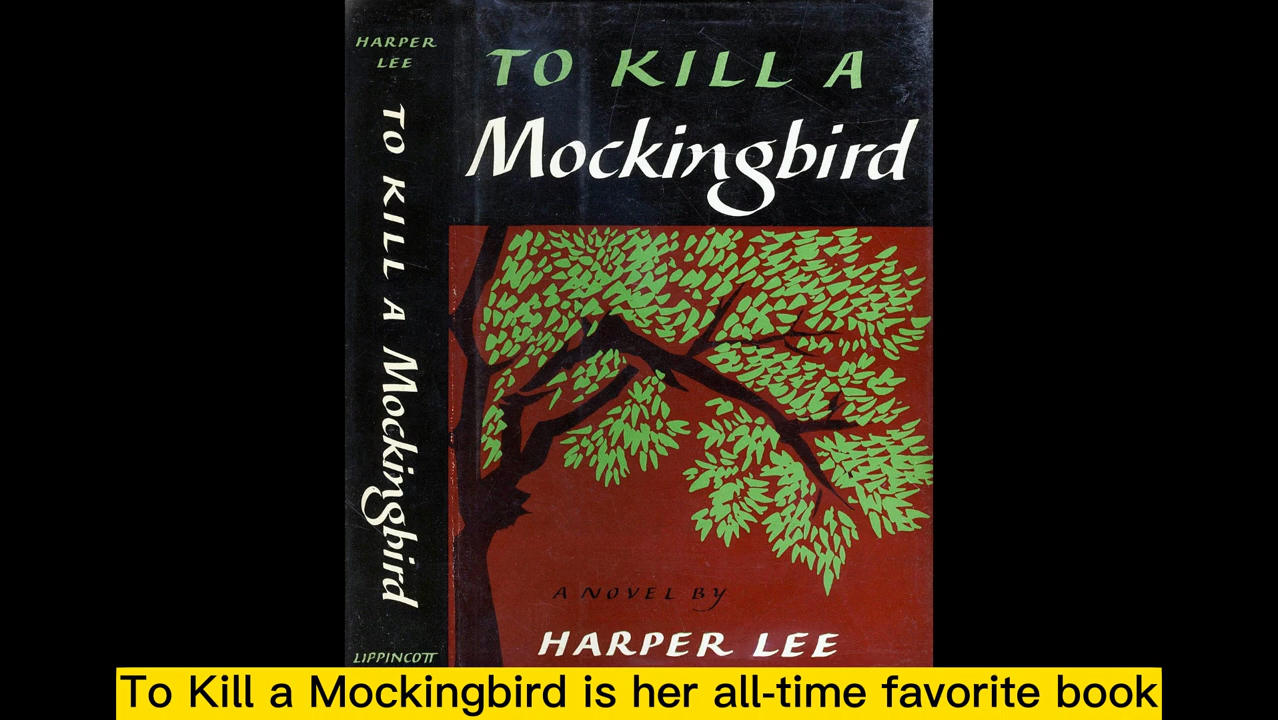 HARPER
LEE
TO KILL A Mockingbird
LIPPINCOTT
TO KILL A
Mockingbird
A NOVEL BY
HARPER LEE
To Kill a Mockingbird is her all-time favorite book